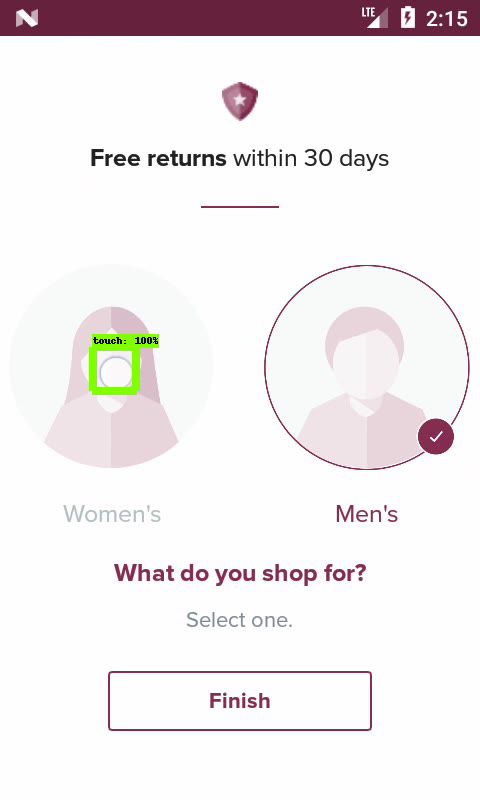 LTE 2:15
Free returns within 30 days
touch: 100%
Women's
Men's
What do you shop for?
Select one.
Finish